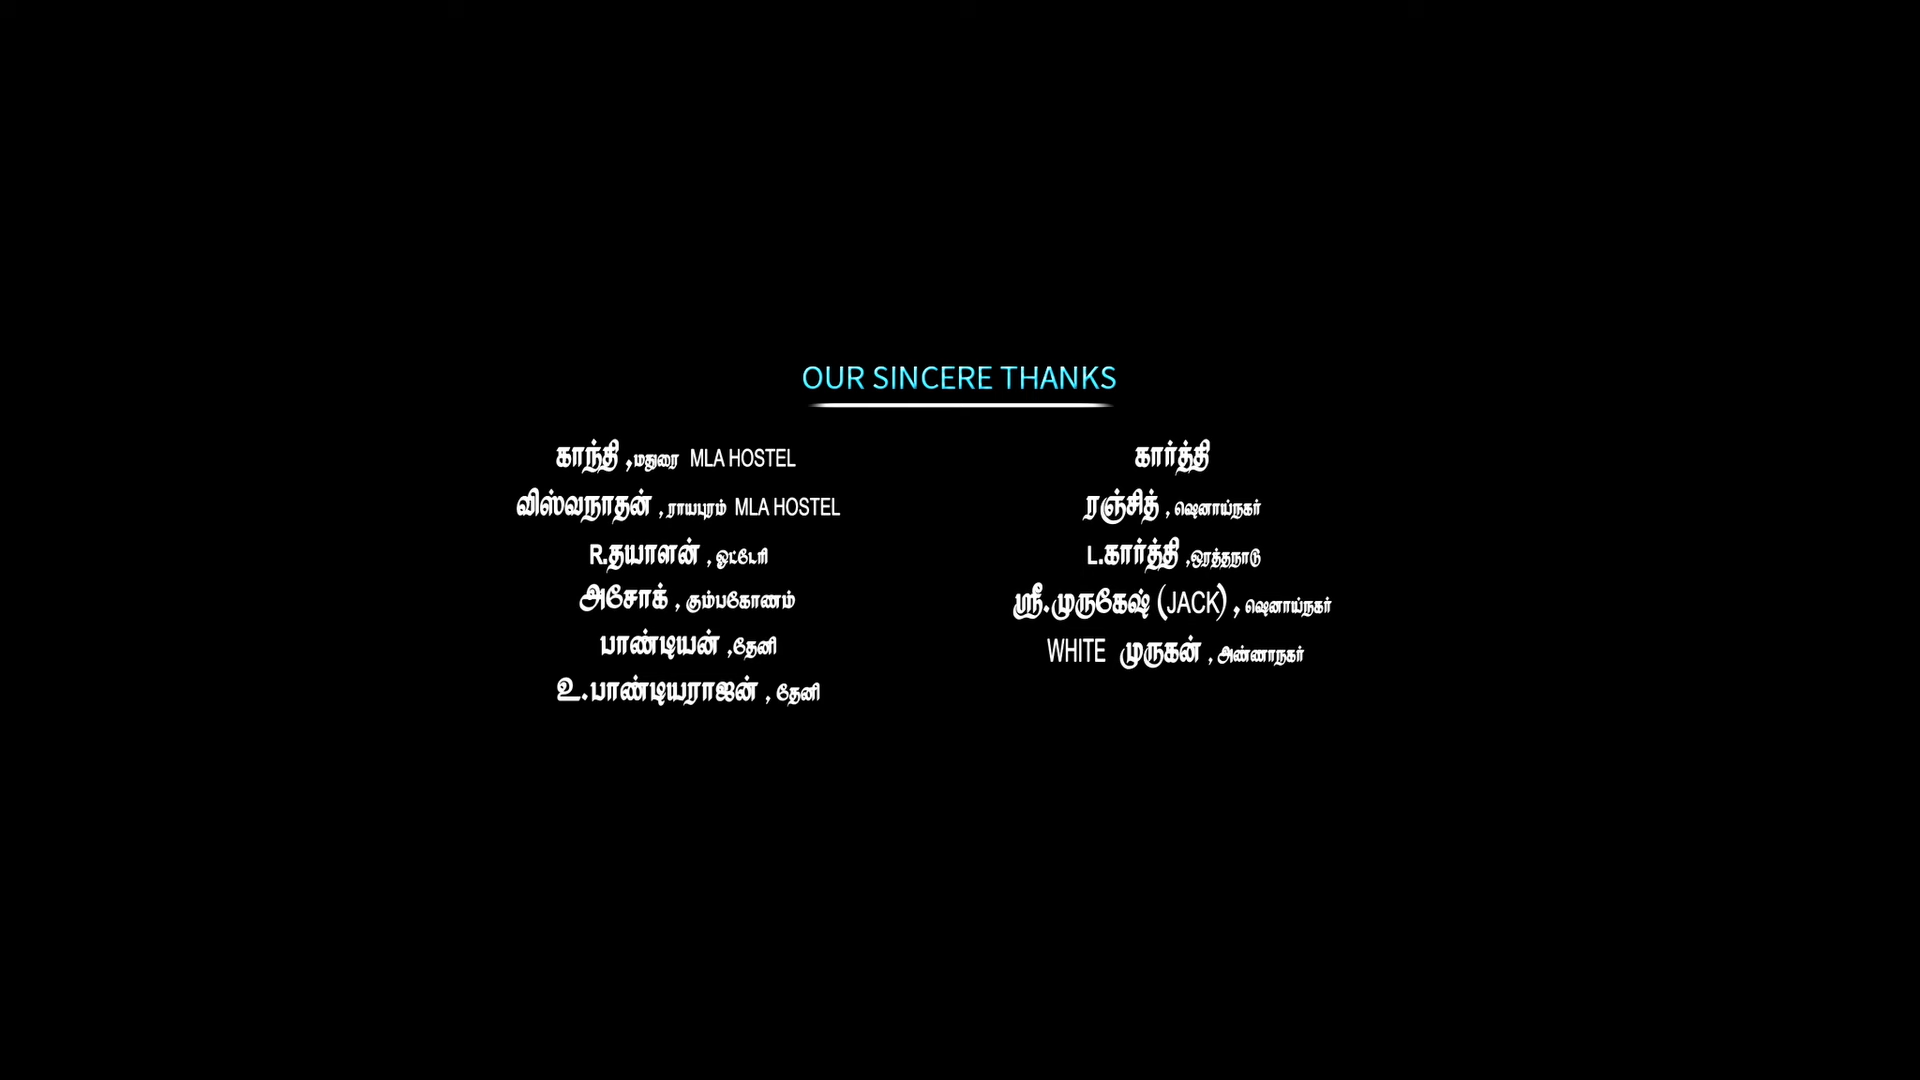 OUR SINCERE THANKS
காந்தி ,மதுரை MLA HOSTEL
விஸ்வநாதன் , ராயபுரம் MLA HOSTEL
R.தயாளன் , ஓட்டேரி
அசோக் , கும்பகோணம்
பாண்டியன் ,தேனி
உ.பாண்டியராஜன் , தேனி
கார்த்தி
ரஞ்சித் , ஷெனாய்நகர்
L.கார்த்தி ,ஒரத்தநாடு
ஸ்ரீ.முருகேஷ் (JACK) , ஷெனாய்நகர்
WHITE முருகன் , அண்ணாநகர்